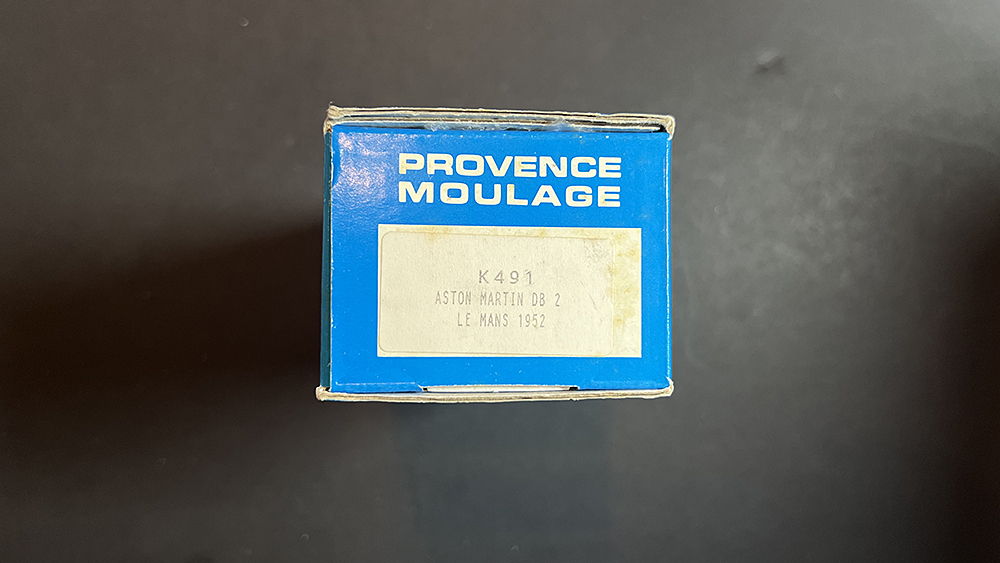 PROVENCE
MOULAGE
K491
ASTON MARTIN DB 2
LE MANS 1952